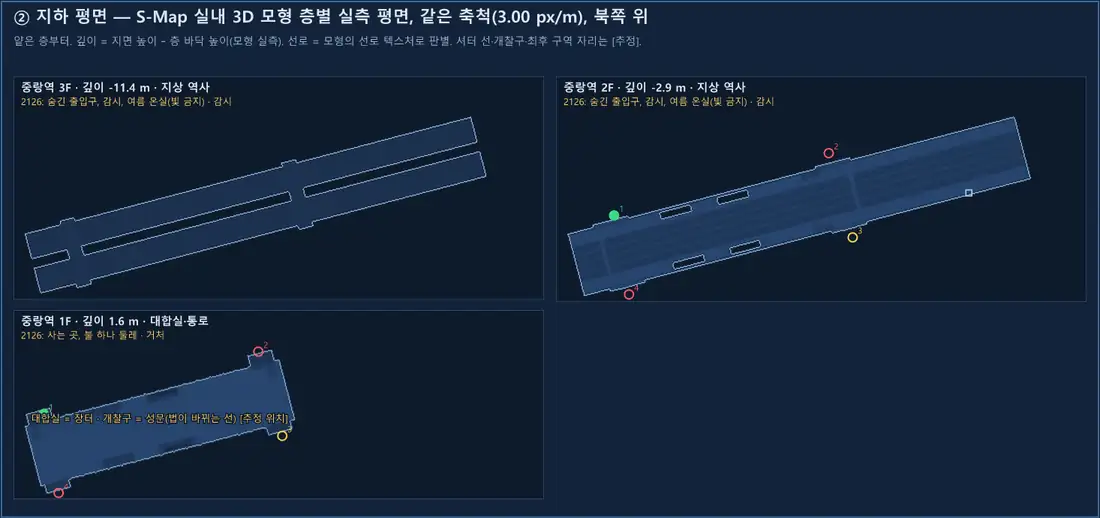 ② 지하 평면 — S-Map 실내 3D 모형 층별 실측 평면, 같은 축척(3.00 px/m), 북쪽 위
얕은 층부터. 깊이 = 지면 높이 − 층 바닥 높이(모형 실측). 선로 = 모형의 선로 텍스처로 판별. 셔터 선·개찰구·최후 구역 자리는 [추정].
중랑역 3F · 깊이 -11.4 m · 지상 역사
2126: 숨긴 출입구, 감시, 여름 온실(빛 금지) · 감시
중랑역 2F · 깊이 -2.9 m · 지상 역사
2126: 숨긴 출입구, 감시, 여름 온실(빛 금지) · 감시
2
1
3
4
중랑역 1F · 깊이 1.6 m · 대합실·통로
2126: 사는 곳, 불 하나 둘레 · 거처
2
1
대합실 = 장터 · 개찰구 = 성문(법이 바뀌는 선) [추정 위치]